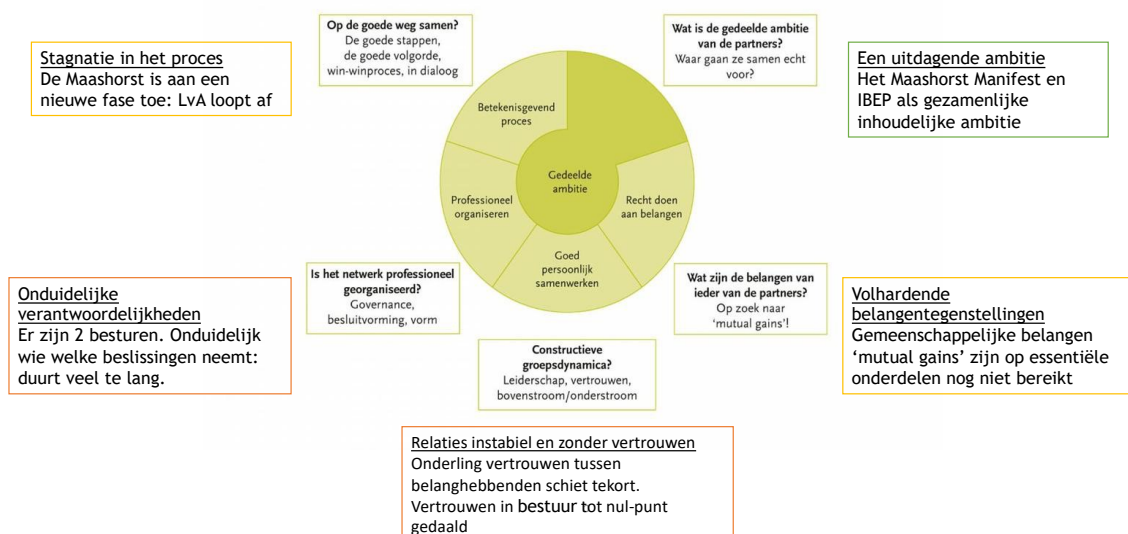 Op de goede weg samen?
De goede stappen,
de goede volgorde,
win-winproces, in dialoog
Wat is de gedeelde ambitie
van de partners?
Waar gaan ze samen echt
voor?
Stagnatie in het proces
De Maashorst is aan een
nieuwe fase toe: LvA loopt af
Een uitdagende ambitie
Het Maashorst Manifest en
IBEP als gezamenlijke
inhoudelijke ambitie
Betekenisgevend
proces
Gedeelde
ambitie
Professioneel
organiseren
Recht doen
aan belangen
Goed
persoonlijk
samenwerken
Is het netwerk professioneel
georganiseerd?
Governance,
besluitvorming, vorm
Wat zijn de belangen van
ieder van de partners?
Op zoek naar
‘mutual gains’!
Onduidelijke
verantwoordelijkheden
Er zijn 2 besturen. Onduidelijk
wie welke beslissingen neemt:
duurt veel te lang.
Volhardende
belangentegenstellingen
Gemeenschappelijke belangen
‘mutual gains’ zijn op essentiële
onderdelen nog niet bereikt
Constructieve
groepsdynamica?
Leiderschap, vertrouwen,
bovenstroom/onderstroom
Relaties instabiel en zonder vertrouwen
Onderling vertrouwen tussen
belanghebbenden schiet tekort.
Vertrouwen in bestuur tot nul-punt
gedaald